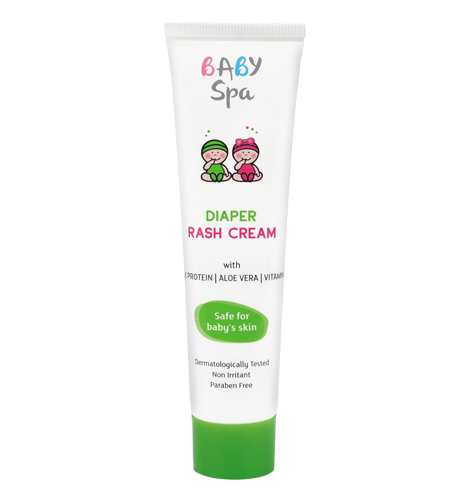 BABY
Spa
DIAPER
RASH CREAM
with
PROTEIN | ALOE VERA |
Safe for
baby's skin
Dermatologically Tested
Non Irritant
Paraben Free